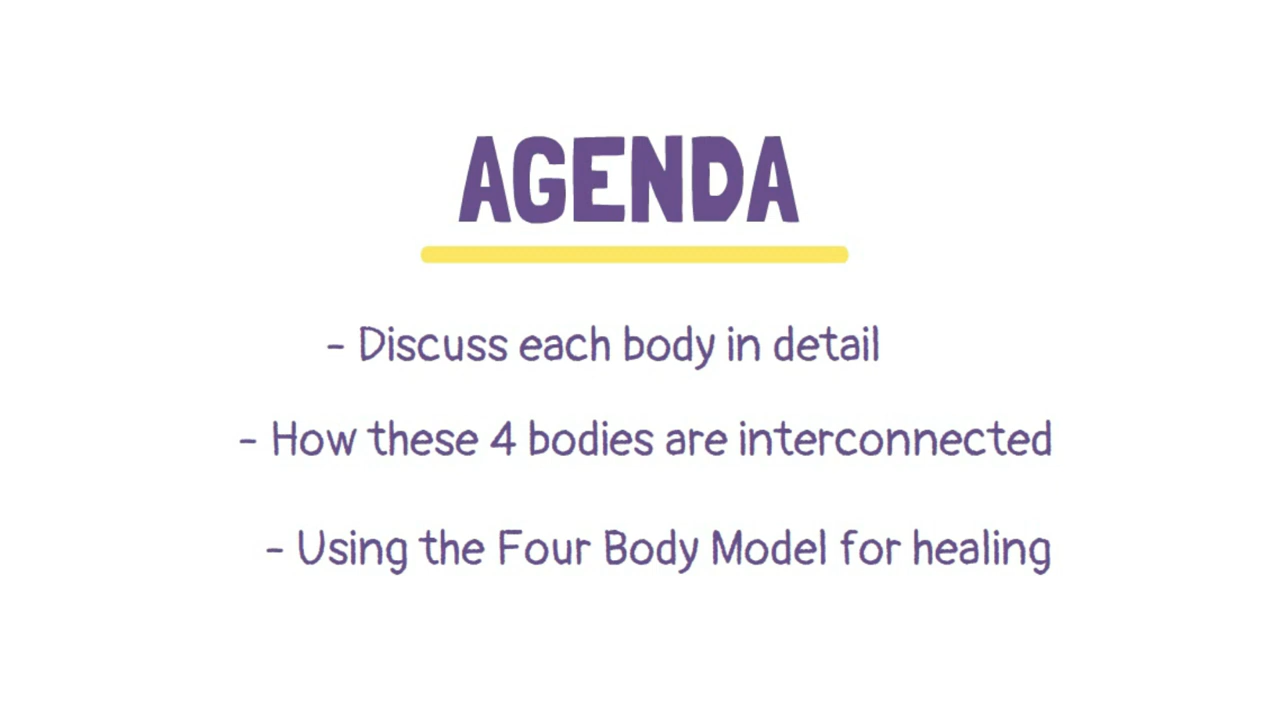 AGENDA
- Discuss each body in detail
- How these 4 bodies are interconnected
- Using the Four Body Model for healing